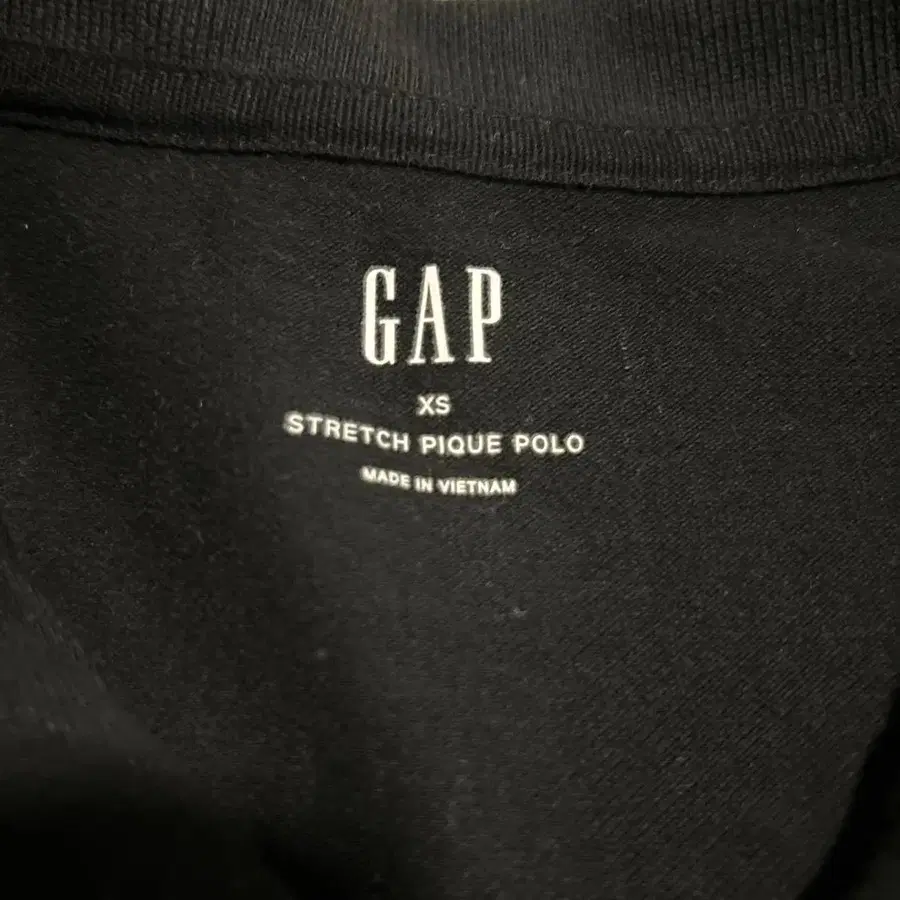 GAP
XS
STRETCH PIQUE POLO
MADE IN VIETNAM